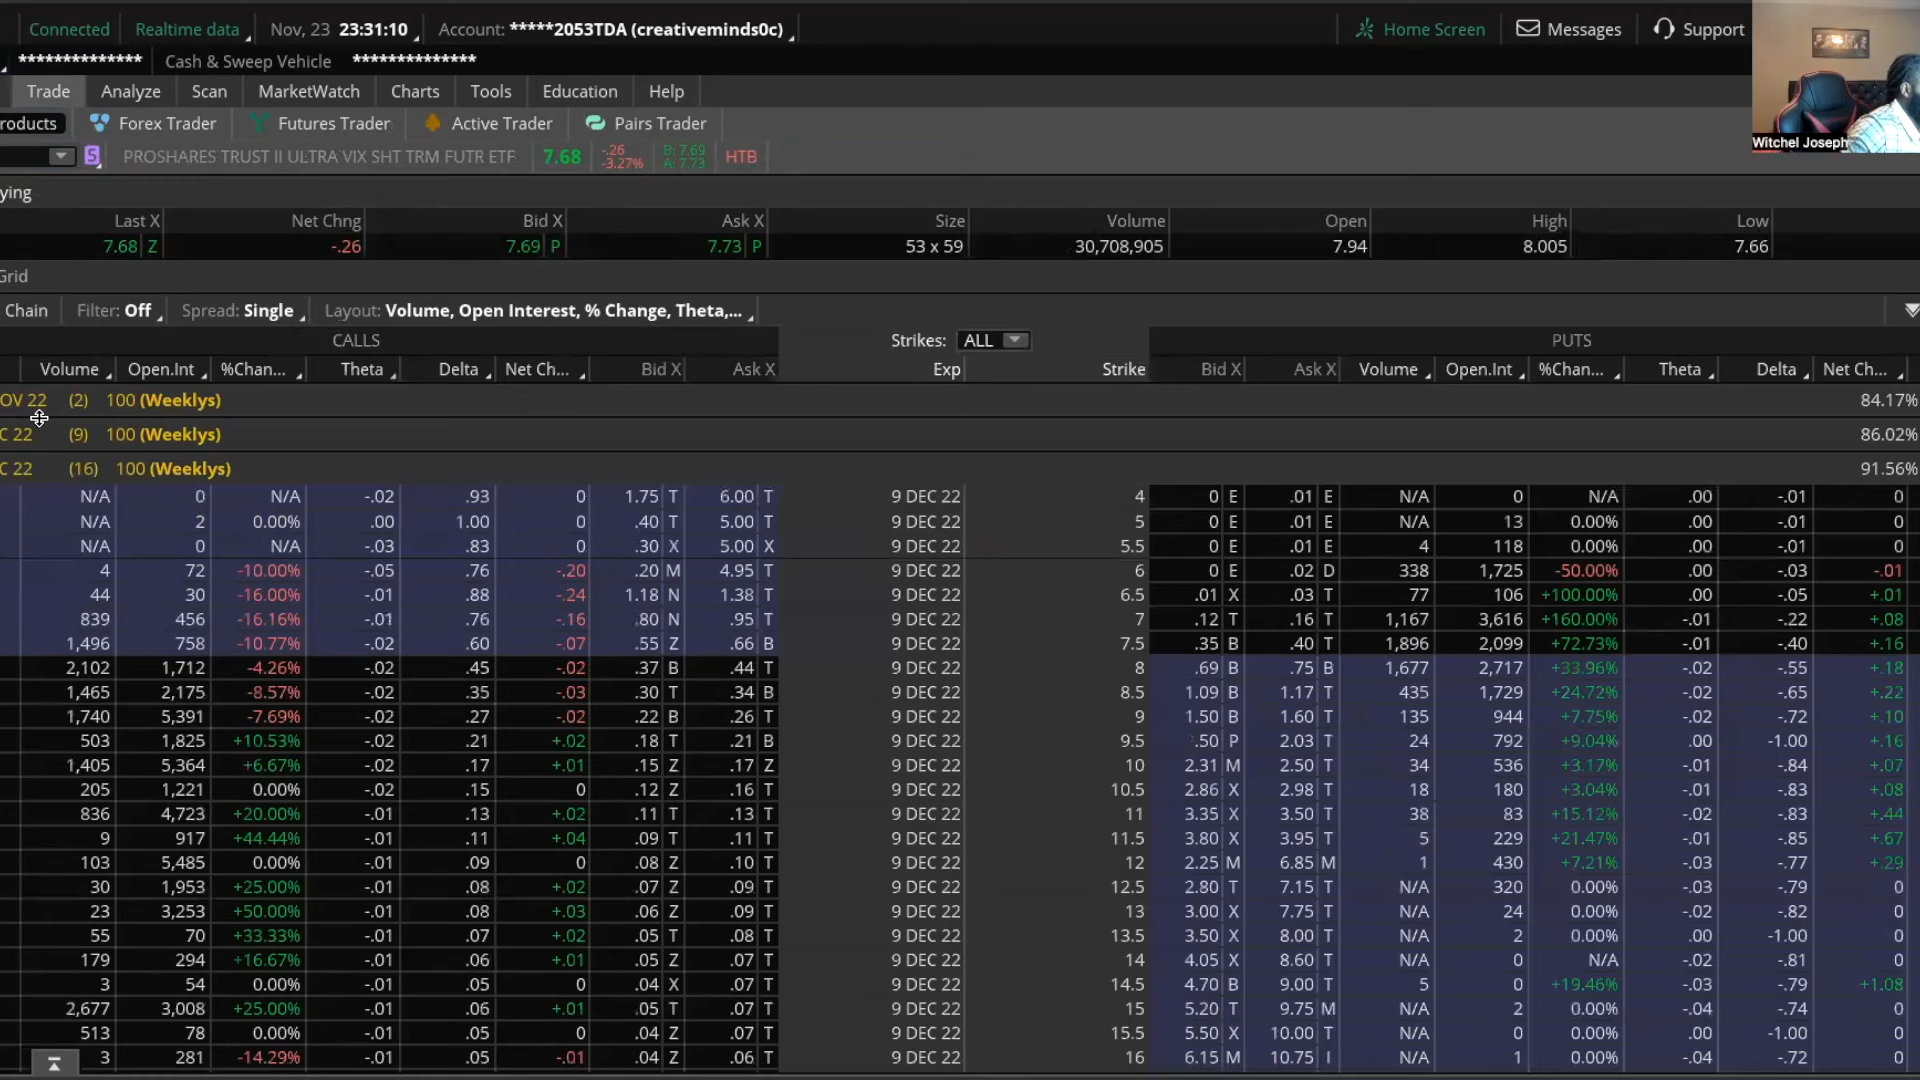 Connected Realtime data Nov, 23 23:31:10 Account: *****2053TDA (creativeminds0c) Home Screen Messages Support
************** Cash & Sweep Vehicle **************
Trade Analyze Scan MarketWatch Charts Tools Education Help
roducts Forex Trader Futures Trader Active Trader Pairs Trader
Witchel Joseph
5 PROSHARES TRUST II ULTRA VIX SHT TRM FUTR ETF 7.68 -.26 -3.27% B: 7.69 A: 7.73 HTB
ying
Last X Net Chng Bid X Ask X Size Volume Open High Low
7.68 Z -.26 7.69 P 7.73 P 53 x 59 30,708,905 7.94 8.005 7.66
Grid
Chain Filter: Off Spread: Single Layout: Volume, Open Interest, % Change, Theta,...
CALLS Strikes: ALL PUTS
Volume Open.Int %Chan... Theta Delta Net Ch... Bid X Ask X Exp Strike Bid X Ask X Volume Open.Int %Chan... Theta Delta Net Ch...
OV 22 (2) 100 (Weeklys) 84.17%
C 22 (9) 100 (Weeklys) 86.02%
C 22 (16) 100 (Weeklys) 91.56%
N/A 0 N/A -.02 .93 0 1.75 T 6.00 T 9 DEC 22 4 0 E .01 E N/A 0 N/A .00 -.01 0
N/A 2 0.00% .00 1.00 0 .40 T 5.00 T 9 DEC 22 5 0 E .01 E N/A 13 0.00% .00 -.01 0
N/A 0 N/A -.03 .83 0 .30 X 5.00 X 9 DEC 22 5.5 0 E .01 E 4 118 0.00% .00 -.01 0
4 72 -10.00% -.05 .76 -.20 .20 M 4.95 T 9 DEC 22 6 0 E .02 D 338 1,725 -50.00% .00 -.03 -.01
44 30 -16.00% -.01 .88 -.24 1.18 N 1.38 T 9 DEC 22 6.5 .01 X .03 T 77 106 +100.00% .00 -.05 +.01
839 456 -16.16% -.01 .76 -.16 .80 N .95 T 9 DEC 22 7 .12 T .16 T 1,167 3,616 +160.00% -.01 -.22 +.08
1,496 758 -10.77% -.02 .60 -.07 .55 Z .66 B 9 DEC 22 7.5 .35 B .40 T 1,896 2,099 +72.73% -.01 -.40 +.16
2,102 1,712 -4.26% -.02 .45 -.02 .37 B .44 T 9 DEC 22 8 .69 B .75 B 1,677 2,717 +33.96% -.02 -.55 +.18
1,465 2,175 -8.57% -.02 .35 -.03 .30 T .34 B 9 DEC 22 8.5 1.09 B 1.17 T 435 1,729 +24.72% -.02 -.65 +.22
1,740 5,391 -7.69% -.02 .27 -.02 .22 B .26 T 9 DEC 22 9 1.50 B 1.60 T 135 944 +7.75% -.02 -.72 +.10
503 1,825 +10.53% -.02 .21 +.02 .18 T .21 B 9 DEC 22 9.5 .50 P 2.03 T 24 792 +9.04% .00 -1.00 +.16
1,405 5,364 +6.67% -.02 .17 +.01 .15 Z .17 Z 9 DEC 22 10 2.31 M 2.50 T 34 536 +3.17% -.01 -.84 +.07
205 1,221 0.00% -.02 .15 0 .12 Z .16 T 9 DEC 22 10.5 2.86 X 2.98 T 18 180 +3.04% -.01 -.83 +.08
836 4,723 +20.00% -.01 .13 +.02 .11 T .13 T 9 DEC 22 11 3.35 X 3.50 T 38 83 +15.12% -.01 -.83 +.44
9 917 +44.44% -.01 .11 +.04 .09 T .11 T 9 DEC 22 11.5 3.80 X 3.95 T 5 229 +21.47% -.01 -.85 +.67
103 5,485 0.00% -.01 .09 0 .08 Z .10 T 9 DEC 22 12 2.25 M 6.85 M 1 430 +7.21% -.03 -.77 +.29
30 1,953 +25.00% -.01 .08 +.02 .07 Z .09 T 9 DEC 22 12.5 2.80 T 7.15 T N/A 320 0.00% -.03 -.79 0
23 3,253 +50.00% -.01 .08 +.03 .06 Z .09 T 9 DEC 22 13 3.00 X 7.75 T N/A 24 0.00% -.02 -.82 0
55 70 +33.33% -.01 .07 +.02 .05 T .08 T 9 DEC 22 13.5 3.50 X 8.00 T N/A 2 0.00% .00 -1.00 0
179 294 +16.67% -.01 .06 +.01 .05 Z .07 T 9 DEC 22 14 4.05 X 8.60 T N/A 0 N/A -.02 -.81 0
3 54 0.00% -.01 .05 0 .04 X .07 T 9 DEC 22 14.5 4.70 B 9.00 T 5 0 +19.46% -.03 -.79 +1.08
2,677 3,008 +25.00% -.01 .06 +.01 .05 T .07 T 9 DEC 22 15 5.20 T 9.75 M N/A 2 0.00% -.04 -.74 0
513 78 0.00% -.01 .05 0 .04 Z .07 T 9 DEC 22 15.5 5.50 X 10.00 T N/A 0 0.00% .00 -1.00 0
3 281 -14.29% -.01 .05 -.01 .04 Z .06 T 9 DEC 22 16 6.15 M 10.75 I N/A 1 0.00% -.04 -.72 0